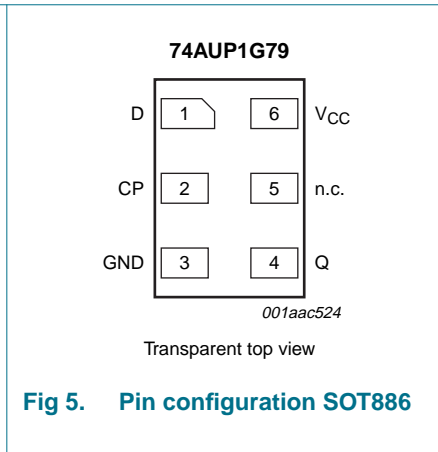 74AUP1G79
D 1 6 VCC
CP 2 5 n.c.
GND 3 4 Q
001aac524
Transparent top view
Fig 5. Pin configuration SOT886